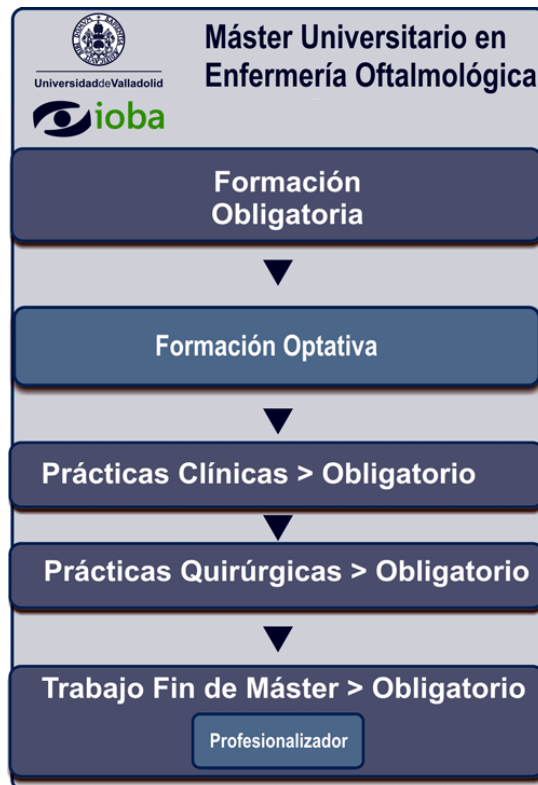 Máster Universitario en
Enfermería Oftalmológica
UniversidaddeValladolid
ioba
Formación
Obligatoria
Formación Optativa
Prácticas Clínicas > Obligatorio
Prácticas Quirúrgicas > Obligatorio
Trabajo Fin de Máster > Obligatorio
Profesionalizador